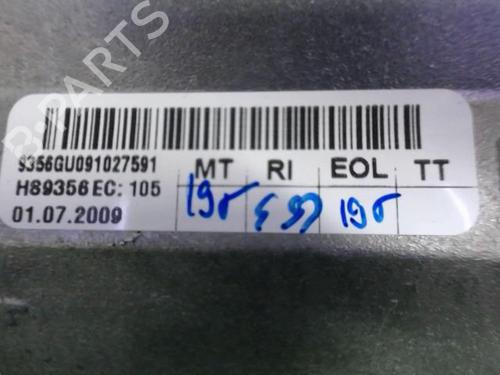 9356GU091027591
H89356 EC: 105
01.07.2009
MT RI EOL TT
B-PARTS